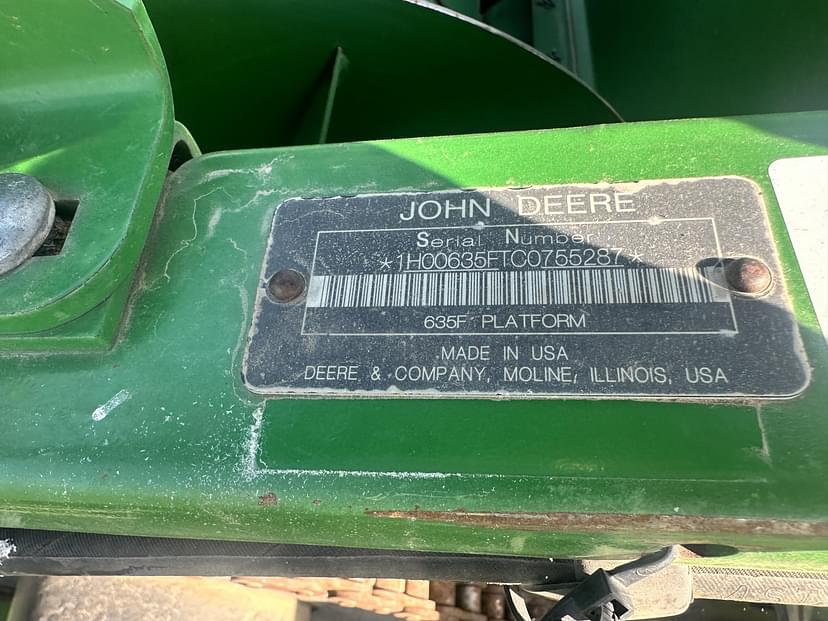 JOHN DEERE
Serial Number
*1H00635FTC0755287*
635F PLATFORM
MADE IN USA
DEERE & COMPANY, MOLINE, ILLINOIS, USA